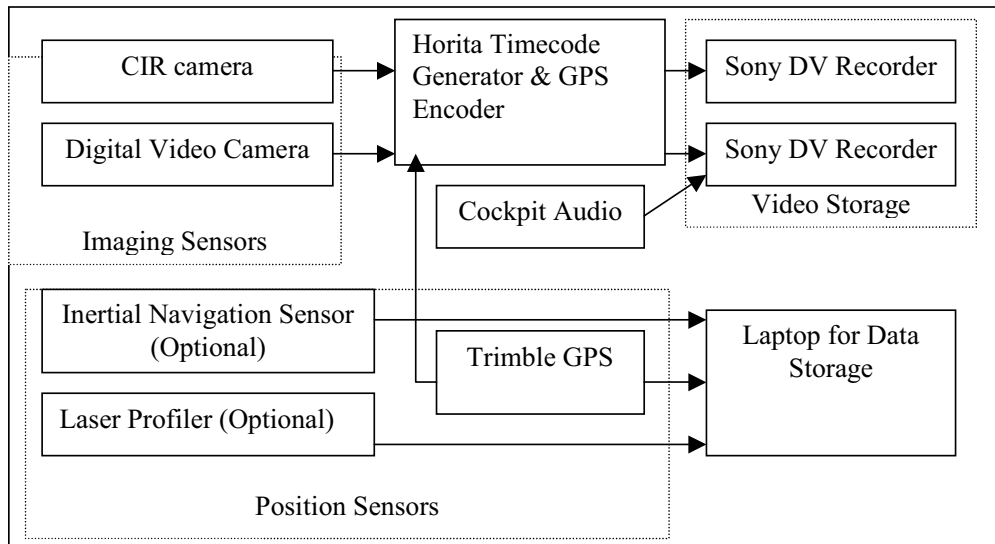 CIR camera
Digital Video Camera
Imaging Sensors
Horita Timecode
Generator & GPS
Encoder
Cockpit Audio
Sony DV Recorder
Sony DV Recorder
Video Storage
Inertial Navigation Sensor
(Optional)
Laser Profiler (Optional)
Trimble GPS
Position Sensors
Laptop for Data
Storage